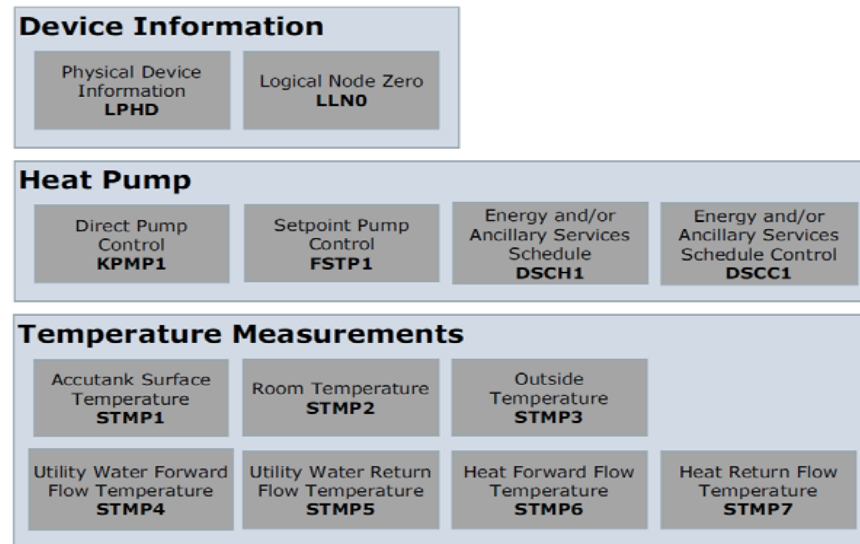 Device Information
Physical Device
Information
LPHD
Logical Node Zero
LLN0
Heat Pump
Direct Pump
Control
KPMP1
Setpoint Pump
Control
FSTP1
Energy and/or
Ancillary Services
Schedule
DSCH1
Energy and/or
Ancillary Services
Schedule Control
DSCC1
Temperature Measurements
Accutank Surface
Temperature
STMP1
Room Temperature
STMP2
Outside
Temperature
STMP3
Utility Water Forward
Flow Temperature
STMP4
Utility Water Return
Flow Temperature
STMP5
Heat Forward Flow
Temperature
STMP6
Heat Return Flow
Temperature
STMP7